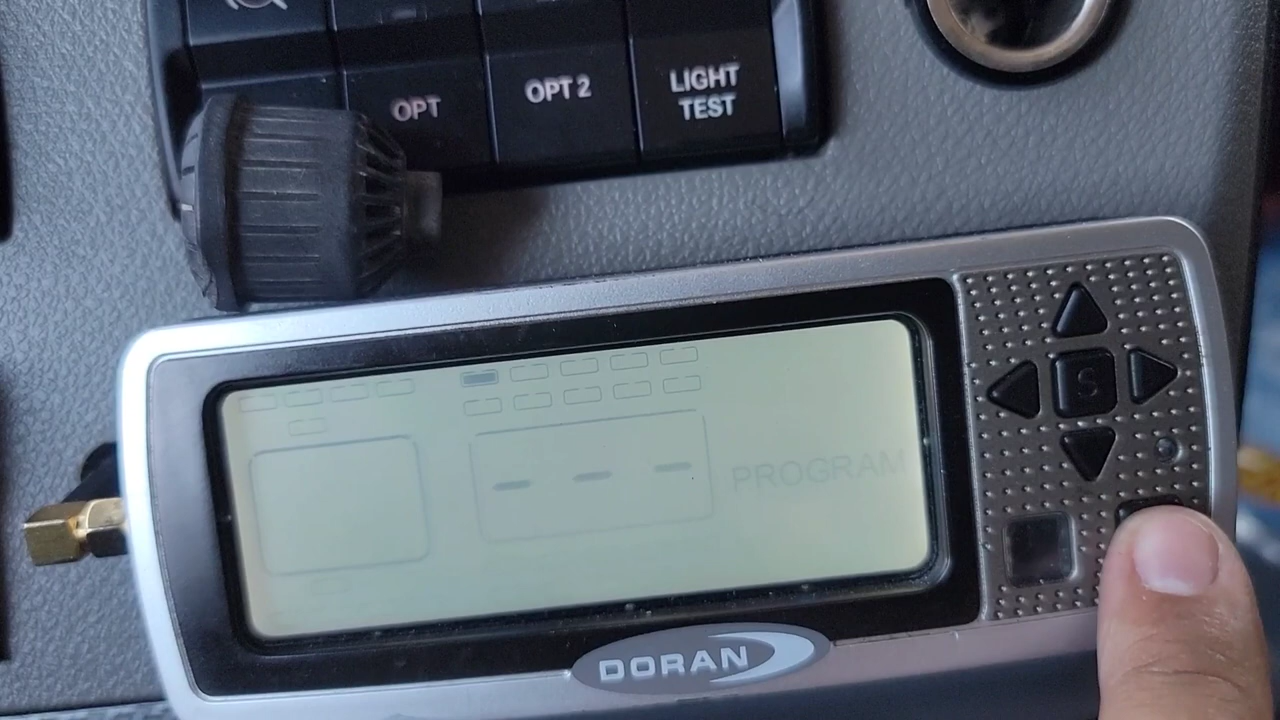 OPT
OPT 2
LIGHT
TEST
S
- - -
PROGRAM
DORAN